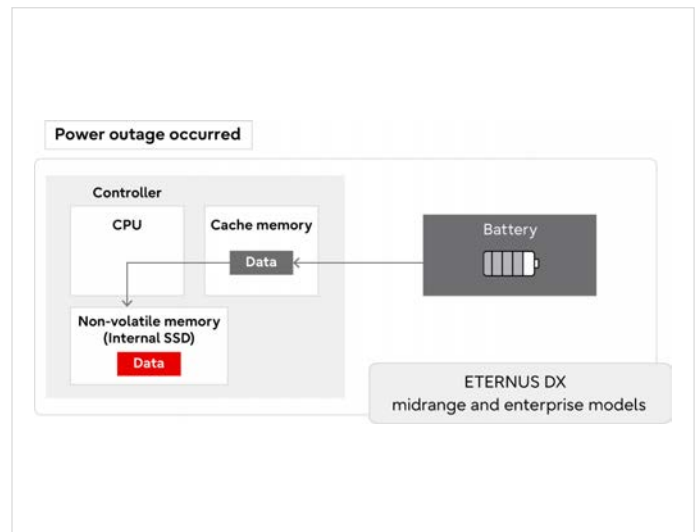 Power outage occurred
Controller
CPU
Cache memory
Data
Battery
Non-volatile memory
(Internal SSD)
Data
ETERNUS DX
midrange and enterprise models